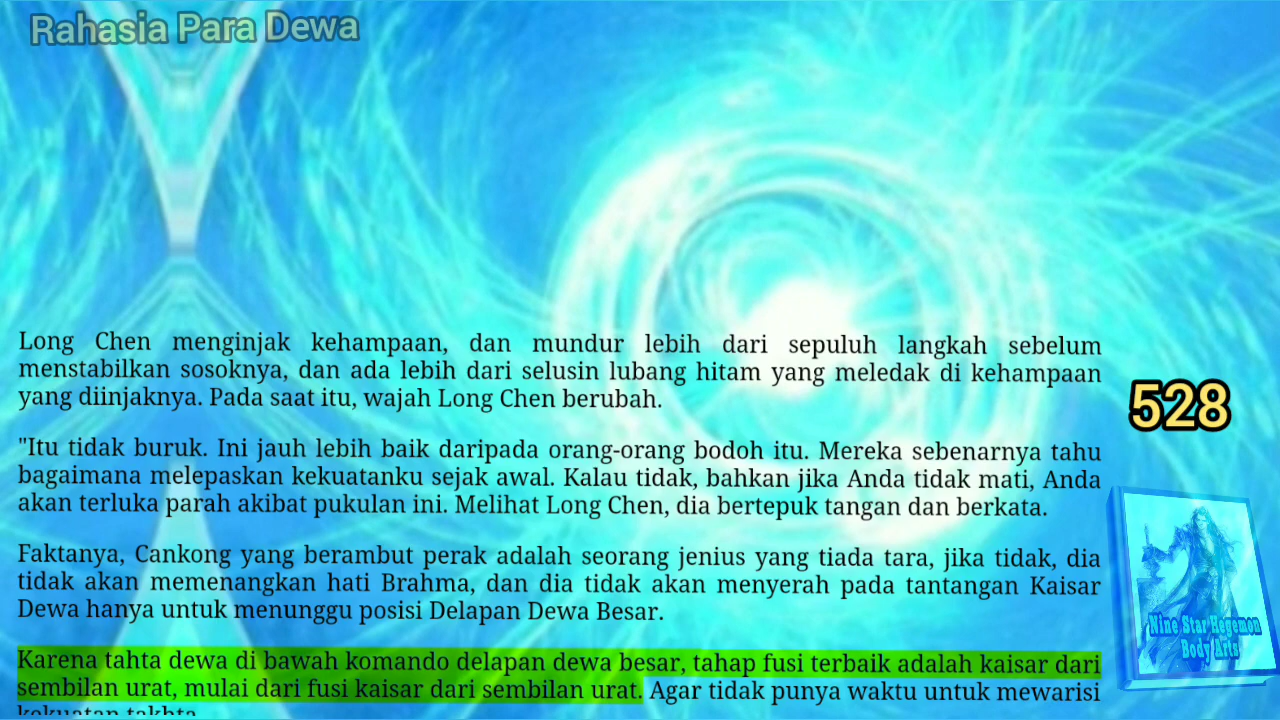 Rahasia Para Dewa
Long Chen menginjak kehampaan, dan mundur lebih dari sepuluh langkah sebelum
menstabilkan sosoknya, dan ada lebih dari selusin lubang hitam yang meledak di kehampaan
yang diinjaknya. Pada saat itu, wajah Long Chen berubah.
"Itu tidak buruk. Ini jauh lebih baik daripada orang-orang bodoh itu. Mereka sebenarnya tahu
bagaimana melepaskan kekuatanku sejak awal. Kalau tidak, bahkan jika Anda tidak mati, Anda
akan terluka parah akibat pukulan ini. Melihat Long Chen, dia bertepuk tangan dan berkata.
Faktanya, Cankong yang berambut perak adalah seorang jenius yang tiada tara, jika tidak, dia
tidak akan memenangkan hati Brahma, dan dia tidak akan menyerah pada tantangan Kaisar
Dewa hanya untuk menunggu posisi Delapan Dewa Besar.
Karena tahta dewa di bawah komando delapan dewa besar, tahap fusi terbaik adalah kaisar dari
sembilan urat, mulai dari fusi kaisar dari sembilan urat. Agar tidak punya waktu untuk mewarisi
kekuatan takhta
528
Nine Star Hegemon
Body Arts